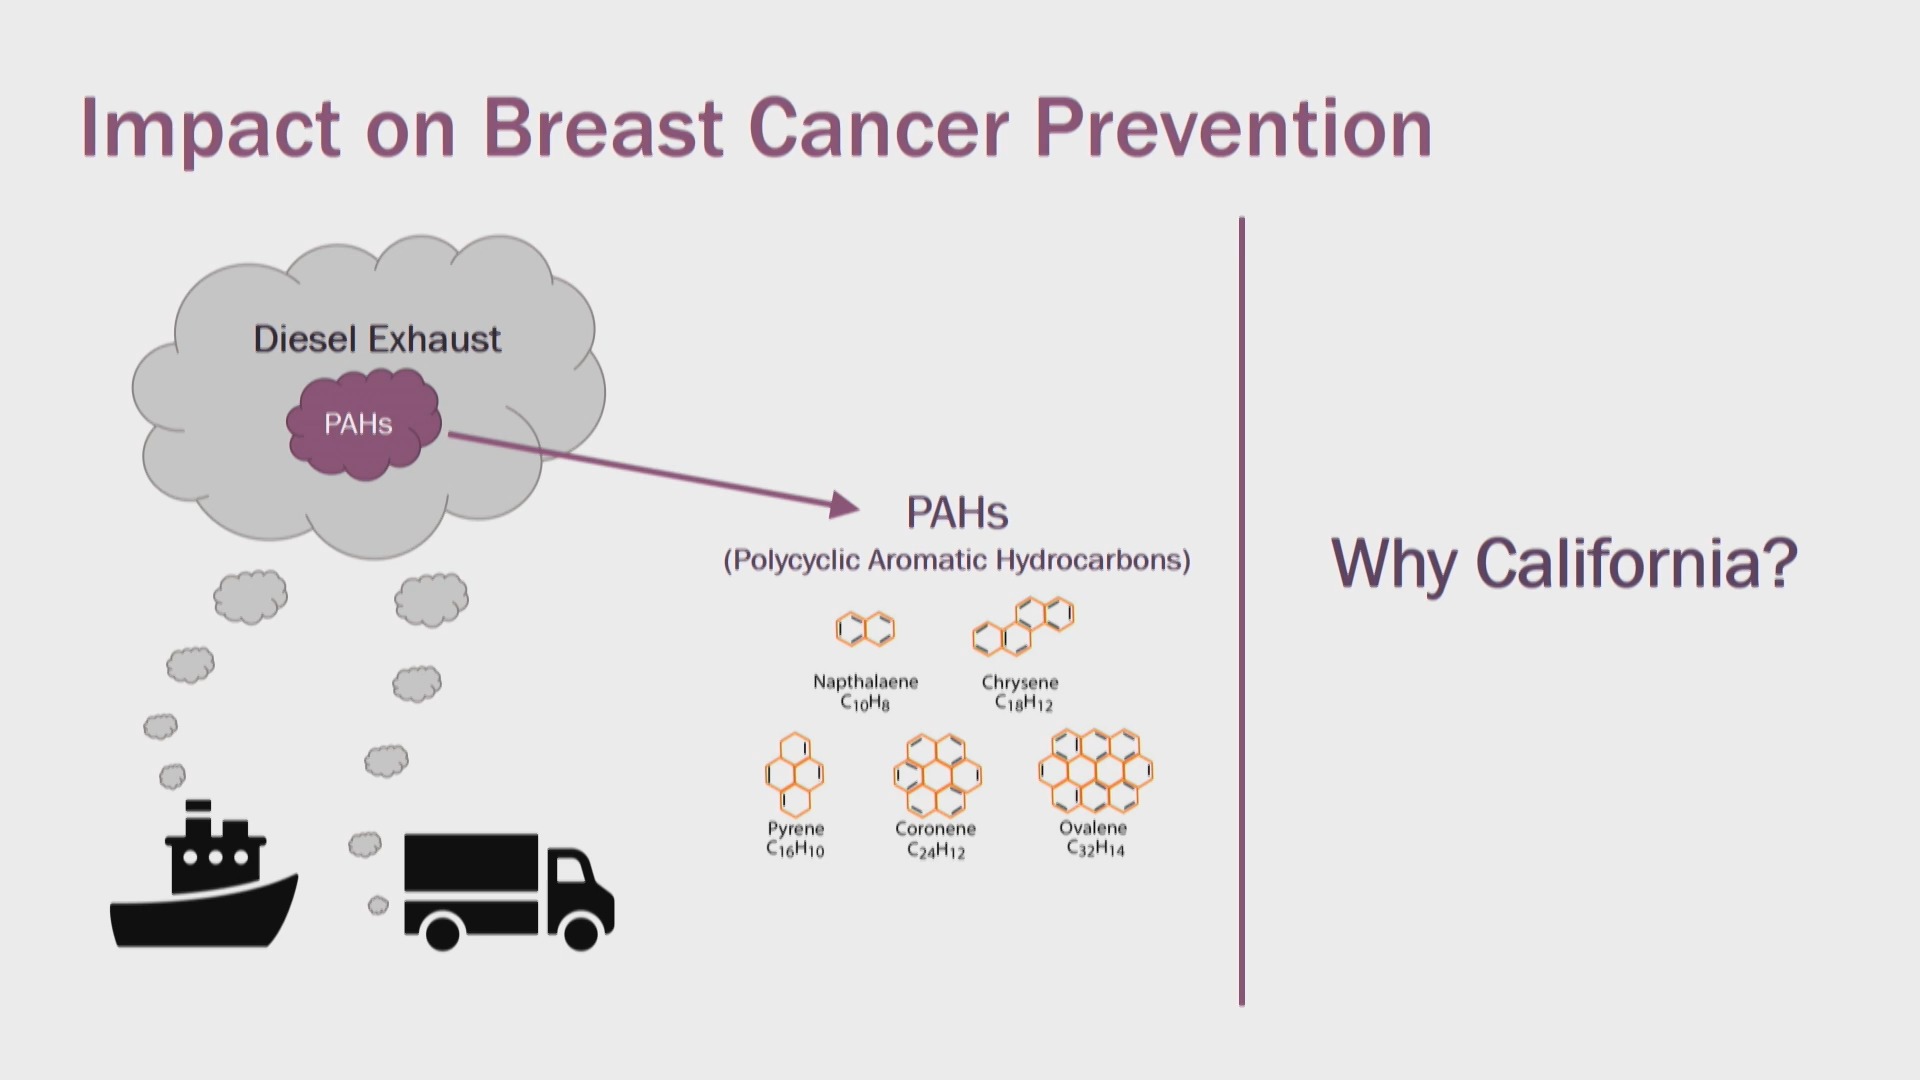 Impact on Breast Cancer Prevention
Diesel Exhaust
PAHs
PAHs
(Polycyclic Aromatic Hydrocarbons)
Napthalaene
C10H8
Chrysene
C18H12
Pyrene
C16H10
Coronene
C24H12
Ovalene
C32H14
Why California?